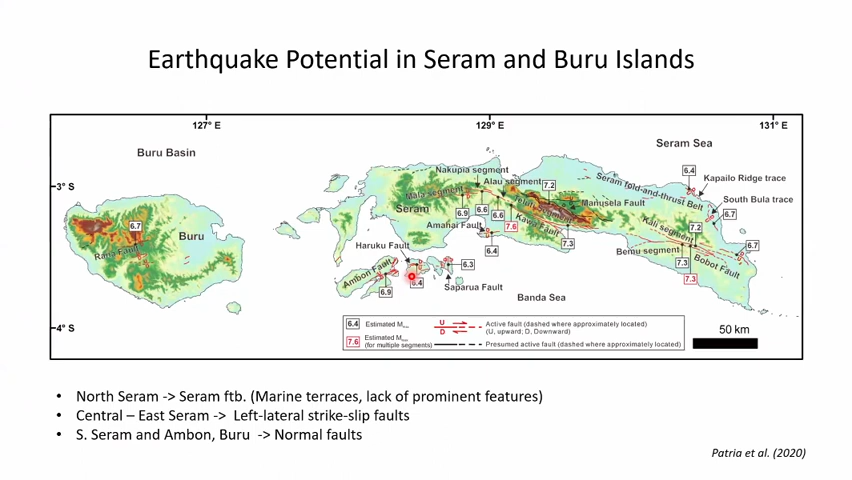 Earthquake Potential in Seram and Buru Islands
127° E
129° E
131° E
Buru Basin
Seram Sea
3° S
4° S
Nakupia segment
Alau segment
7.2
Seram fold-and-thrust Belt
6.4
Kapailo Ridge trace
South Bula trace
6.7
Mala segment
Manusela Fault
Seram
6.9
6.6
6.6
7.6
Kawa Fault
Kali segment
7.2
6.7
Buru
Rana Fault
Amahai Fault
6.4
7.3
Bemu segment
7.3
Bobot Fault
7.3
Haruku Fault
Ambon Fault
6.9
6.4
6.3
Saparua Fault
Banda Sea
6.7
6.4 Estimated Mmax
7.6 Estimated Mmax
(for multiple segments)
U
D
Active fault (dashed where approximately located)
(U, upward; D, Downward)
Presumed active fault (dashed where approximately located)
50 km
• North Seram -> Seram ftb. (Marine terraces, lack of prominent features)
• Central – East Seram -> Left-lateral strike-slip faults
• S. Seram and Ambon, Buru -> Normal faults
Patria et al. (2020)